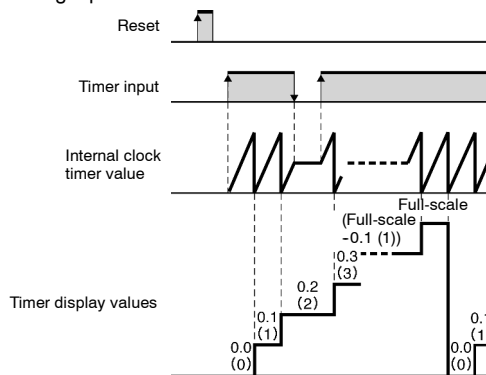 Reset
Timer input
Internal clock
timer value
Full-scale
(Full-scale
-0.1 (1))
0.3
(3)
0.2
(2)
Timer display values
0.1
(1)
0.0
(0)
0.0
(0)